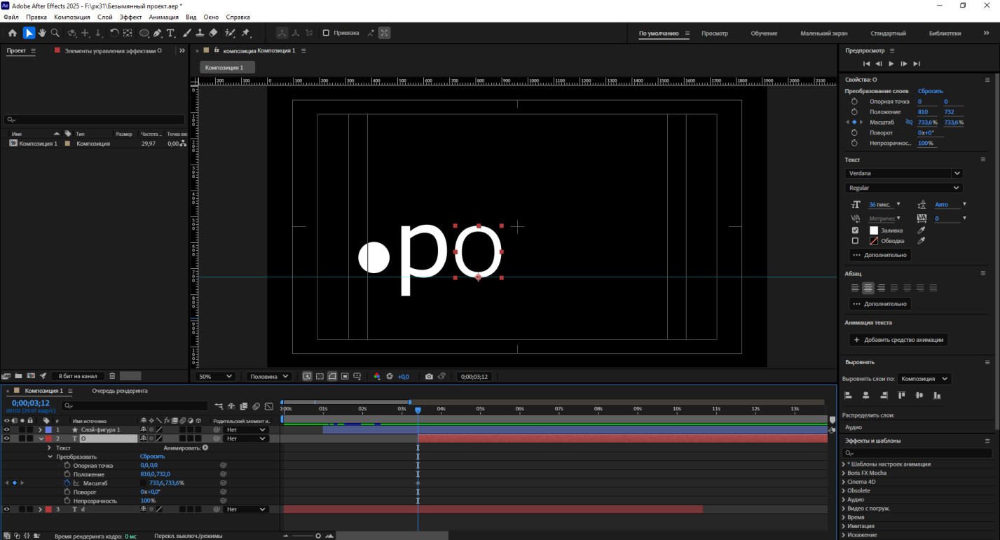 Adobe After Effects 2025 - F:\рк31\Безымянный проект.aep *
Файл Правка Композиция Слой Эффект Анимация Вид Окно Справка
Привязка
По умолчанию Просмотр Обучение Маленький экран Стандартный Библиотеки
Проект Элементы управления эффектами О
композиция Композиция 1
Композиция 1
Имя Тип Размер Частота .. Точка вх
Композиция 1 Композиция 29,97 0;00
200 100 0 100 200 300 400 500 600 700 800 900 1000 1100 1200 1300 1400 1500 1600 1700 1800 1900 2000 2100
po
8 бит на канал
50% Половина +0,0 0;00;03;12
Предпросмотр
Свойства: О
Преобразование слоев Сбросить
Опорная точка 0 0
Положение 810 732
Масштаб 733,6% 733,6%
Поворот 0x+0°
Непрозрачнос... 100%
Текст
Verdana
Regular
36 пикс. Авто
Метричес 0
Заливка
Обводка
Дополнительно
Абзац
Дополнительно
Анимация текста
Добавить средство анимации
Выровнять
Выровнять слои по: Композиция
Распределить слои:
Аудио
Эффекты и шаблоны
* Шаблоны настроек анимации
Boris FX Mocha
Cinema 4D
Obsolete
Аудио
Видео с погруж.
Время
Имитация
Искажение
Композиция 1 Очередь рендеринга
0;00;03;12
00102 (29.97 кадр/с)
:00s 01s 02s 03s 04s 05s 06s 07s 08s 09s 10s 11s 12s 13s
# Имя источника fx Родительский элемент и..
1 Слой-фигура 1 Нет
2 T О Нет
Текст Анимировать:
Преобразовать Сбросить
Опорная точка 0,0,0,0
Положение 810,0,732,0
Масштаб 733,6,733,6%
Поворот 0x+0,0°
Непрозрачность 100%
3 T d Нет
Время рендеринга кадра: 0 мс Перекл. выключ./режимы